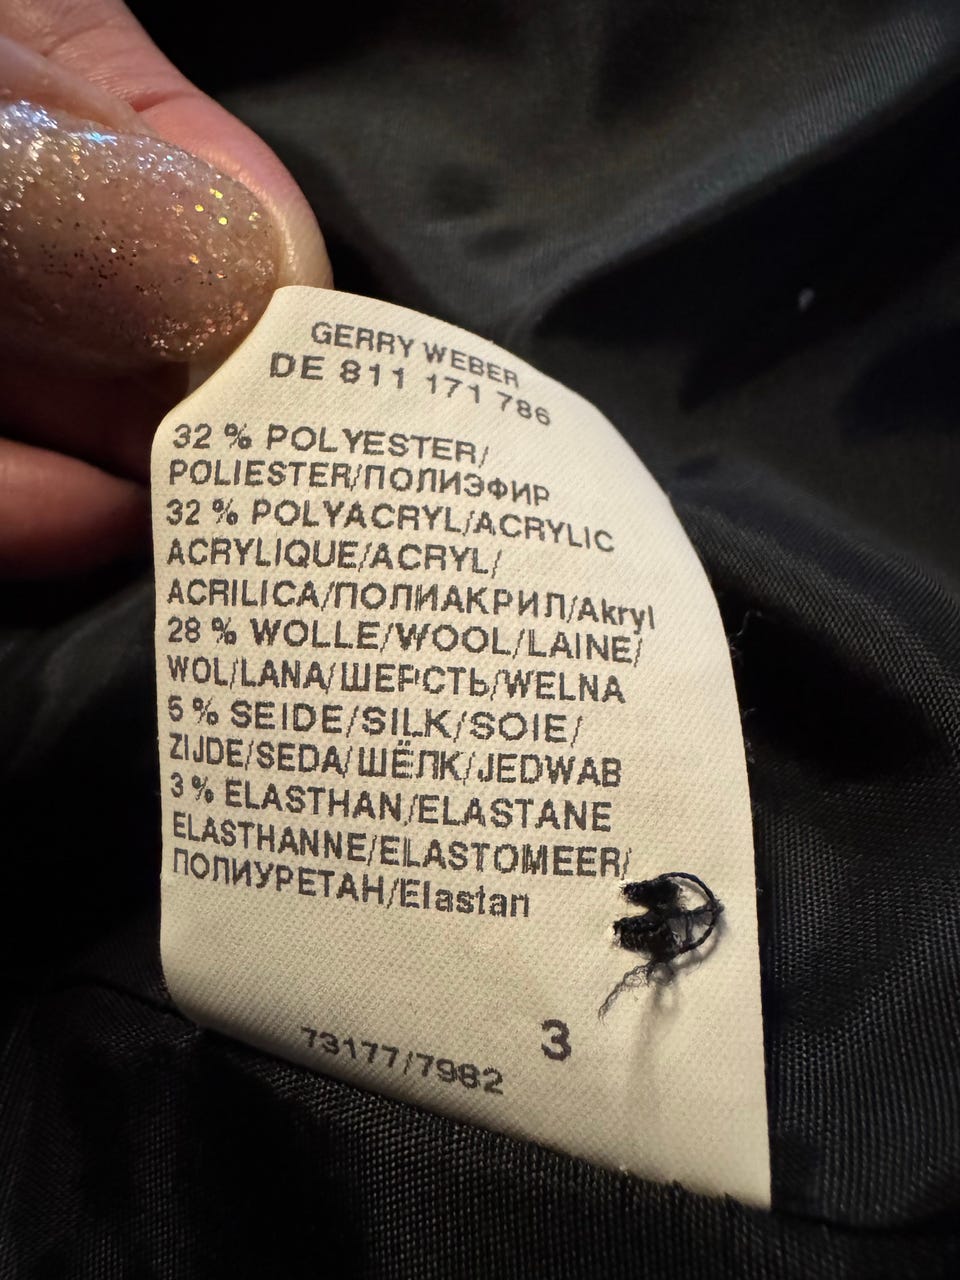 GERRY WEBER
DE 811 171 786
32 % POLYESTER/
POLIESTER/ПОЛИЭФИР
32 % POLYACRYL/ACRYLIC
ACRYLIQUE/ACRYL/
ACRILICA/ПОЛИАКРИЛ/Akryl
28 % WOLLE/WOOL/LAINE/
WOL/LANA/ШЕРСТЬ/WELNA
5 % SEIDE/SILK/SOIE/
ZIJDE/SEDA/ШЁЛК/JEDWAB
3 % ELASTHAN/ELASTANE
ELASTHANNE/ELASTOMEER/
ПОЛИУРЕТАН/Elastan
3
73177/7982